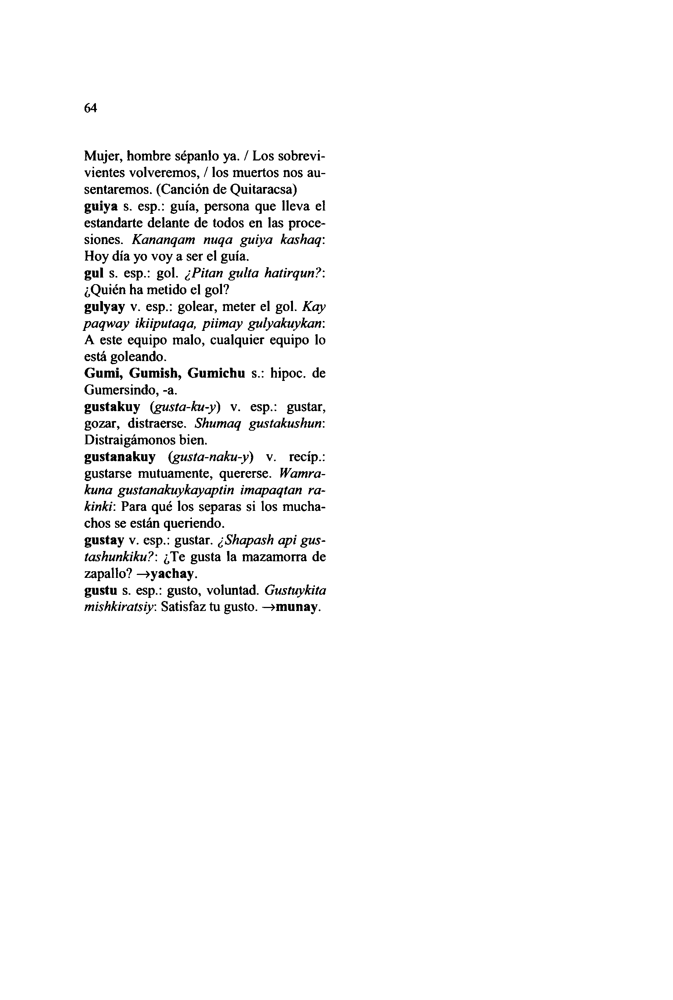 64
Mujer, hombre sépanlo ya. / Los sobrevi-
vientes volveremos, / los muertos nos au-
sentaremos. (Canción de Quitaracsa)
guiya s. esp.: guía, persona que lleva el
estandarte delante de todos en las proce-
siones. Kananqam nuqa guiya kashaq:
Hoy día yo voy a ser el guía.
gul s. esp.: gol. ¿Pitan gulta hatirqun?:
¿Quién ha metido el gol?
gulyay v. esp.: golear, meter el gol. Kay
paqway ikiiputaqa, piimay gulyakuykan:
A este equipo malo, cualquier equipo lo
está goleando.
Gumi, Gumish, Gumichu s.: hipoc. de
Gumersindo, -a.
gustakuy (gusta-ku-y) v. esp.: gustar,
gozar, distraerse. Shumaq gustakushun:
Distraigámonos bien.
gustanakuy (gusta-naku-y) v. recíp.:
gustarse mutuamente, quererse. Wamra-
kuna gustanakuykayaptin imapaqtan ra-
kinki: Para qué los separas si los mucha-
chos se están queriendo.
gustay v. esp.: gustar. ¿Shapash api gus-
tashunkiku?: ¿Te gusta la mazamorra de
zapallo? →yachay.
gustu s. esp.: gusto, voluntad. Gustuykita
mishkiratsiy: Satisfaz tu gusto. →munay.